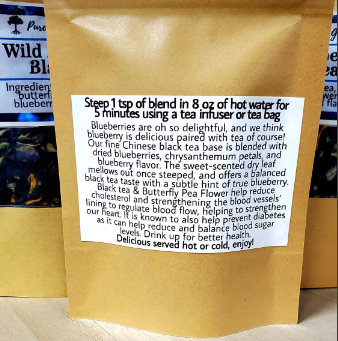 Pure
Wild
Bl
Ingredien
butterf
blueberr
Steep 1 tsp of blend in 8 oz of hot water for
5 minutes using a tea infuser or tea bag
Blueberries are oh so delightful, and we think
blueberry is delicious paired with tea of course!
Our fine Chinese black tea base is blended with
dried blueberries, chrysanthemum petals, and
blueberry flavor. The sweet-scented dry leaf
mellows out once steeped, and offers a balanced
black tea taste with a subtle hint of true blueberry.
Black tea & Butterfly Pea Flower help reduce
cholesterol and strengthening the blood vessels'
lining to regulate blood flow, helping to strengthen
our heart. It is known to also help prevent diabetes
as it can help reduce and balance blood sugar
levels. Drink up for better health.
Delicious served hot or cold, enjoy!